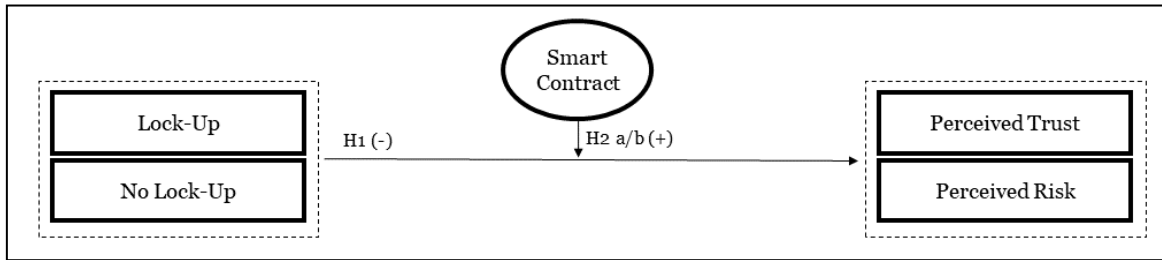 Smart
Contract
Lock-Up
H1 (-)
H2 a/b (+)
Perceived Trust
No Lock-Up
Perceived Risk